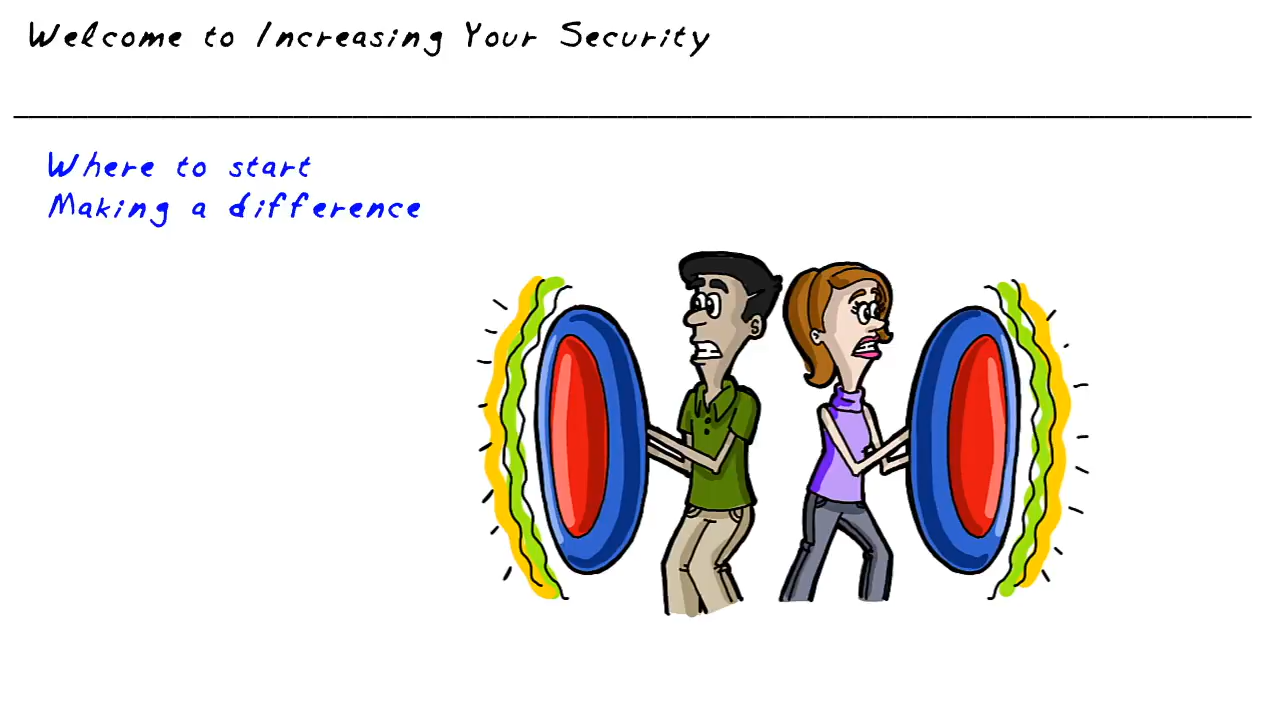 Welcome to Increasing Your Security
Where to start
Making a difference